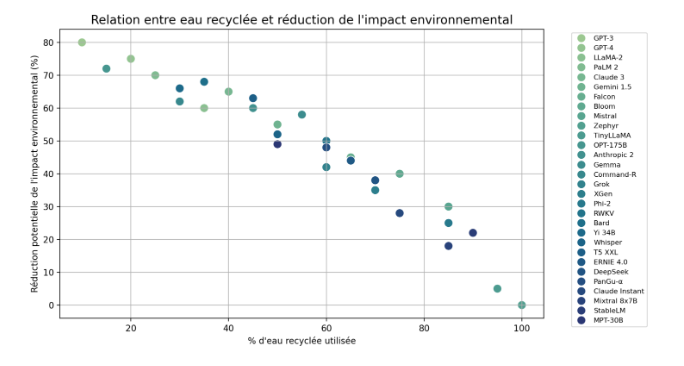 Relation entre eau recyclée et réduction de l'impact environnemental
Réduction potentielle de l'impact environnemental (%)
80
70
60
50
40
30
20
10
0
20
40
60
80
100
% d'eau recyclée utilisée
GPT-3
GPT-4
LLaMA-2
PaLM 2
Claude 3
Gemini 1.5
Falcon
Bloom
Mistral
Zephyr
TinyLLaMA
OPT-175B
Anthropic 2
Gemma
Command-R
Grok
XGen
Phi-2
RWKV
Bard
Yi 34B
Whisper
T5 XXL
ERNIE 4.0
DeepSeek
PanGu-α
Claude Instant
Mixtral 8x7B
StableLM
MPT-30B